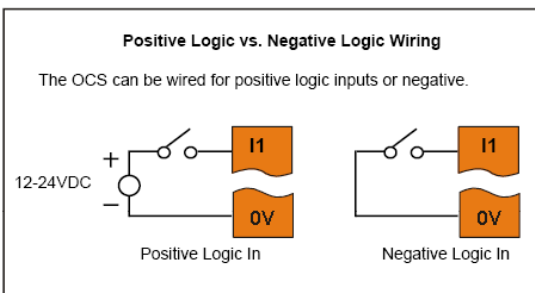 Positive Logic vs. Negative Logic Wiring
The OCS can be wired for positive logic inputs or negative.
+
12-24VDC
–
I1
0V
Positive Logic In
I1
0V
Negative Logic In